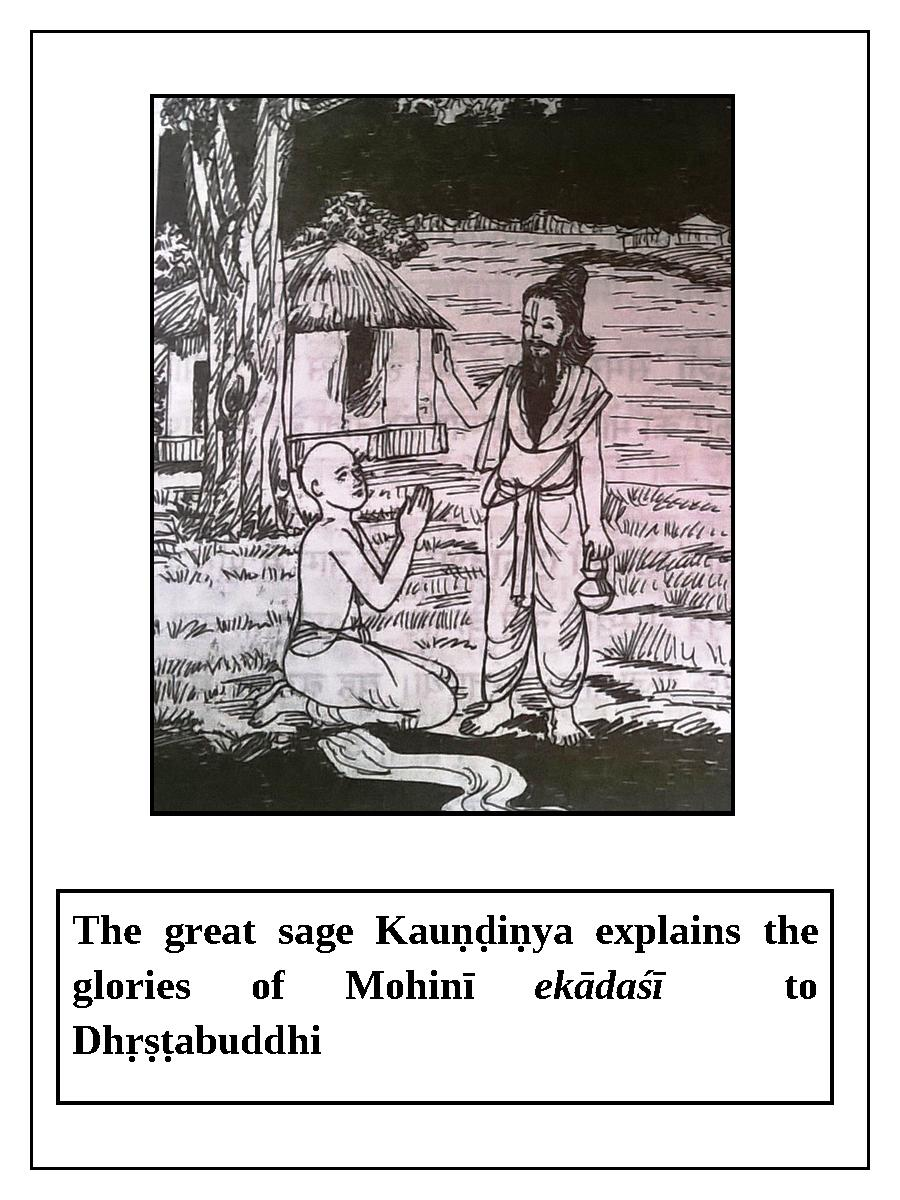 The great sage Kauṇḍiṇya explains the
glories of Mohinī ekādaśī to
Dhṛṣṭabuddhi